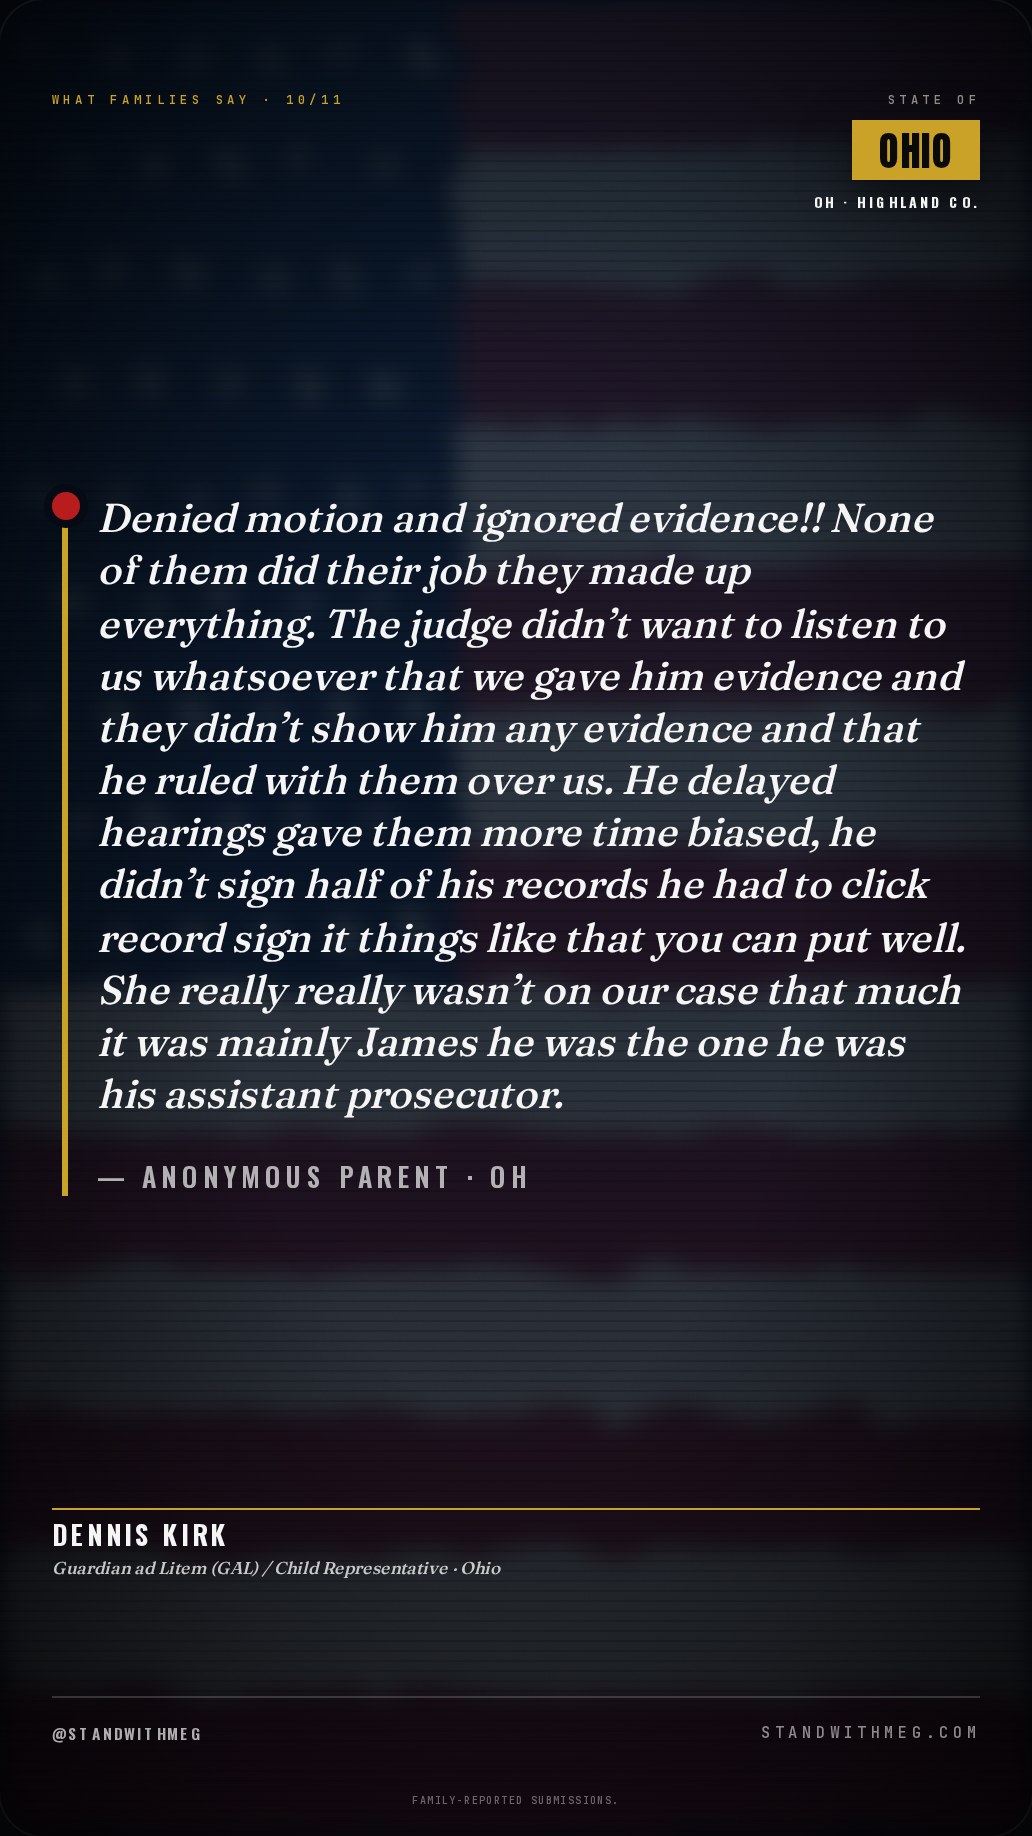 WHAT FAMILIES SAY · 10/11
STATE OF
OHIO
OH · HIGHLAND CO.
Denied motion and ignored evidence!! None
of them did their job they made up
everything. The judge didn’t want to listen to
us whatsoever that we gave him evidence and
they didn’t show him any evidence and that
he ruled with them over us. He delayed
hearings gave them more time biased, he
didn’t sign half of his records he had to click
record sign it things like that you can put well.
She really really wasn’t on our case that much
it was mainly James he was the one he was
his assistant prosecutor.
— ANONYMOUS PARENT · OH
DENNIS KIRK
Guardian ad Litem (GAL) / Child Representative · Ohio
@STANDWITHMEG
STANDWITHMEG.COM
FAMILY-REPORTED SUBMISSIONS.